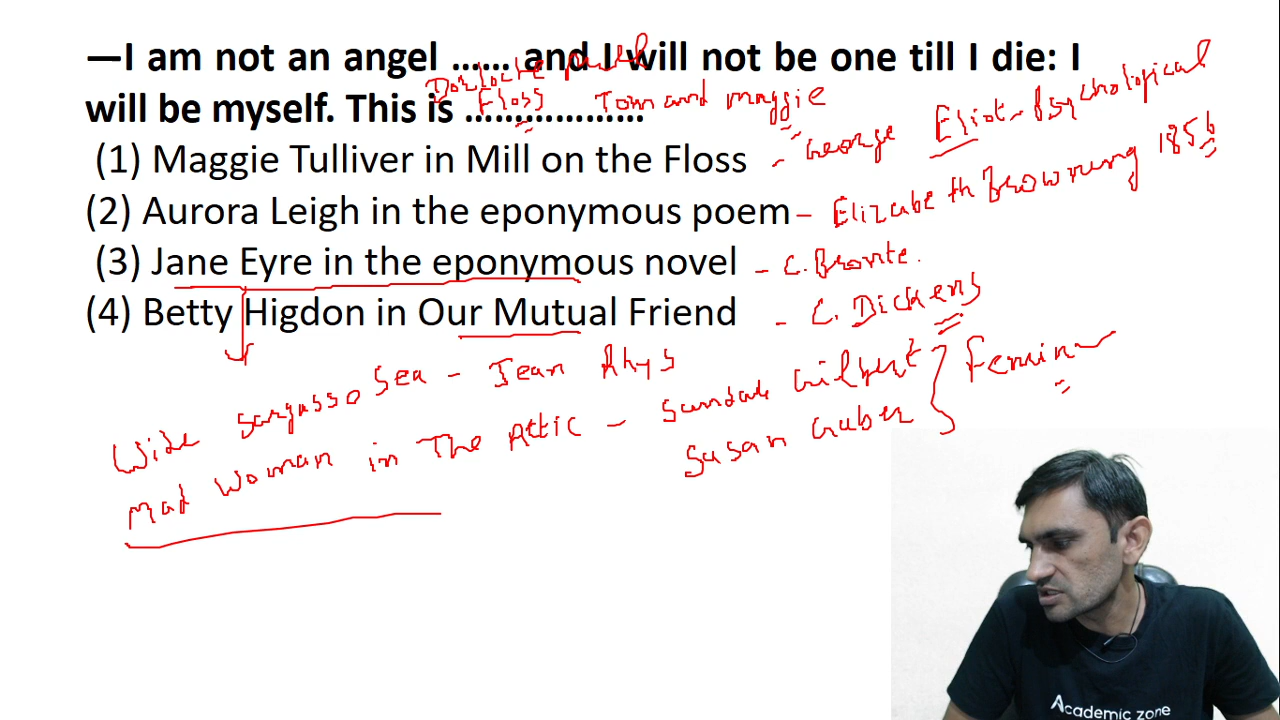 —I am not an angel …… and I will not be one till I die: I
will be myself. This is ………………
Floss Tom and maggie
(1) Maggie Tulliver in Mill on the Floss - George Eliot - Psychological
(2) Aurora Leigh in the eponymous poem - Elizabeth Browning 1856
(3) Jane Eyre in the eponymous novel - C. Bronte.
(4) Betty Higdon in Our Mutual Friend - C. Dickens
Wide Sargasso Sea - Jean Rhys
Mad Woman in The Attic - Gilbert
Susan Guber
Academic zone